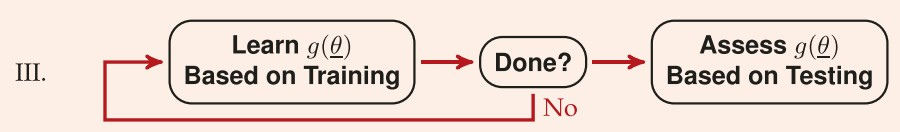 III.
Learn g(θ)
Based on Training
Done?
No
Assess g(θ)
Based on Testing